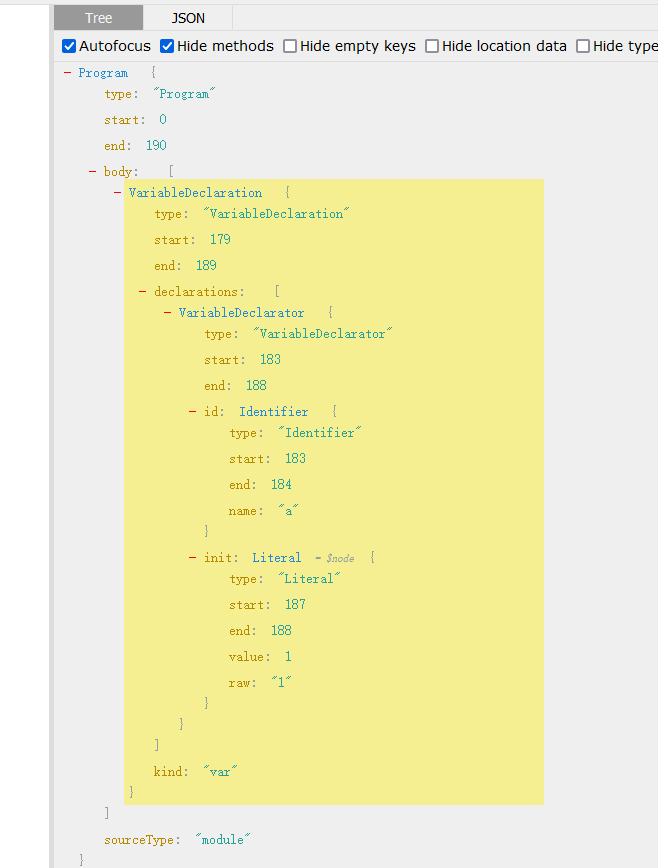 Tree JSON
Autofocus Hide methods Hide empty keys Hide location data Hide type
- Program {
type: "Program"
start: 0
end: 190
- body: [
- VariableDeclaration {
type: "VariableDeclaration"
start: 179
end: 189
- declarations: [
- VariableDeclarator {
type: "VariableDeclarator"
start: 183
end: 188
- id: Identifier {
type: "Identifier"
start: 183
end: 184
name: "a"
}
- init: Literal = $node {
type: "Literal"
start: 187
end: 188
value: 1
raw: "1"
}
}
]
kind: "var"
}
]
sourceType: "module"
}